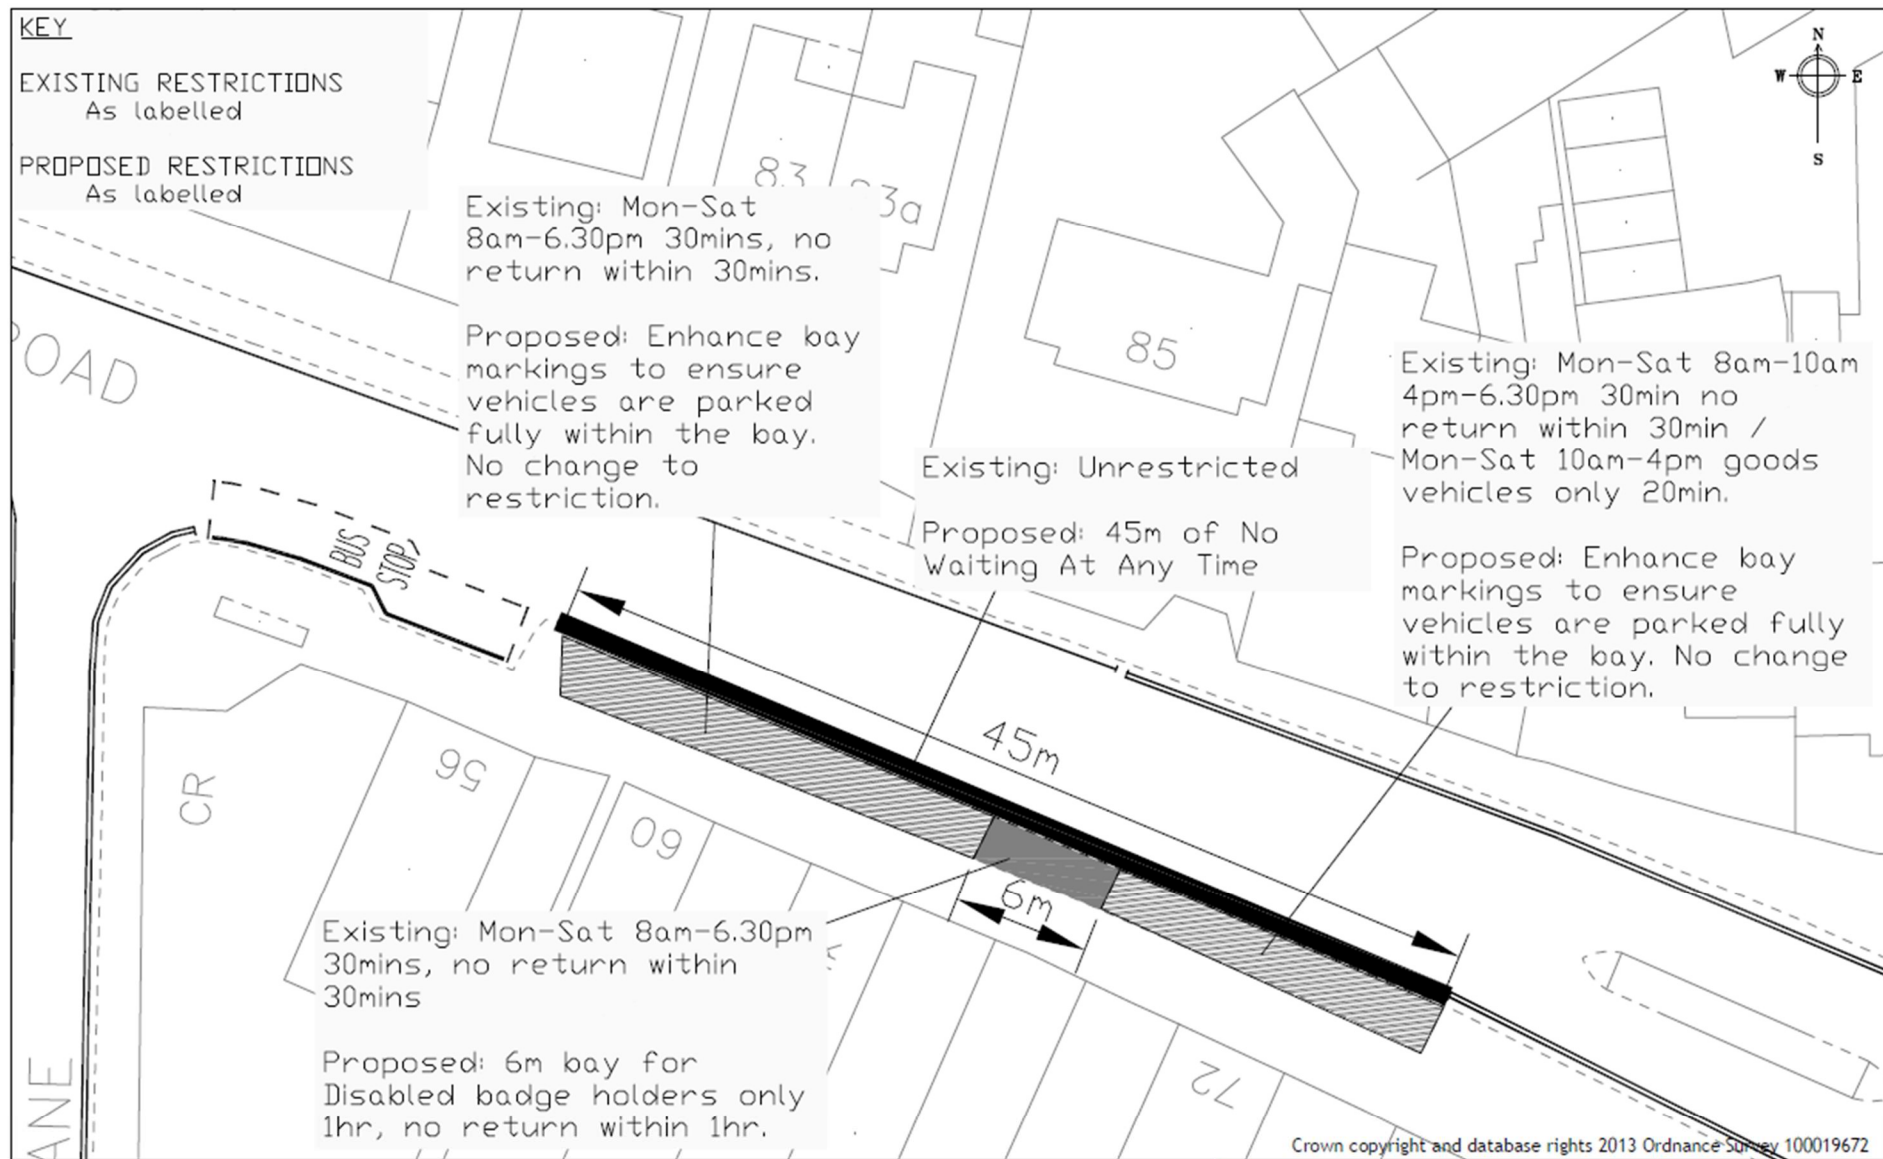 KEY
EXISTING RESTRICTIONS
As labelled
PROPOSED RESTRICTIONS
As labelled
N
W E
S
83
3a
Existing: Mon-Sat
8am-6.30pm 30mins, no
return within 30mins.
Proposed: Enhance bay
markings to ensure
vehicles are parked
fully within the bay.
No change to
restriction.
85
Existing: Mon-Sat 8am-10am
4pm-6.30pm 30min no
return within 30min /
Mon-Sat 10am-4pm goods
vehicles only 20min.
Proposed: Enhance bay
markings to ensure
vehicles are parked fully
within the bay. No change
to restriction.
OAD
Existing: Unrestricted
Proposed: 45m of No
Waiting At Any Time
BUS
STOP
45m
56
CR
60
6m
Existing: Mon-Sat 8am-6.30pm
30mins, no return within
30mins
Proposed: 6m bay for
Disabled badge holders only
1hr, no return within 1hr.
72
ANE
Crown copyright and database rights 2013 Ordnance Survey 100019672